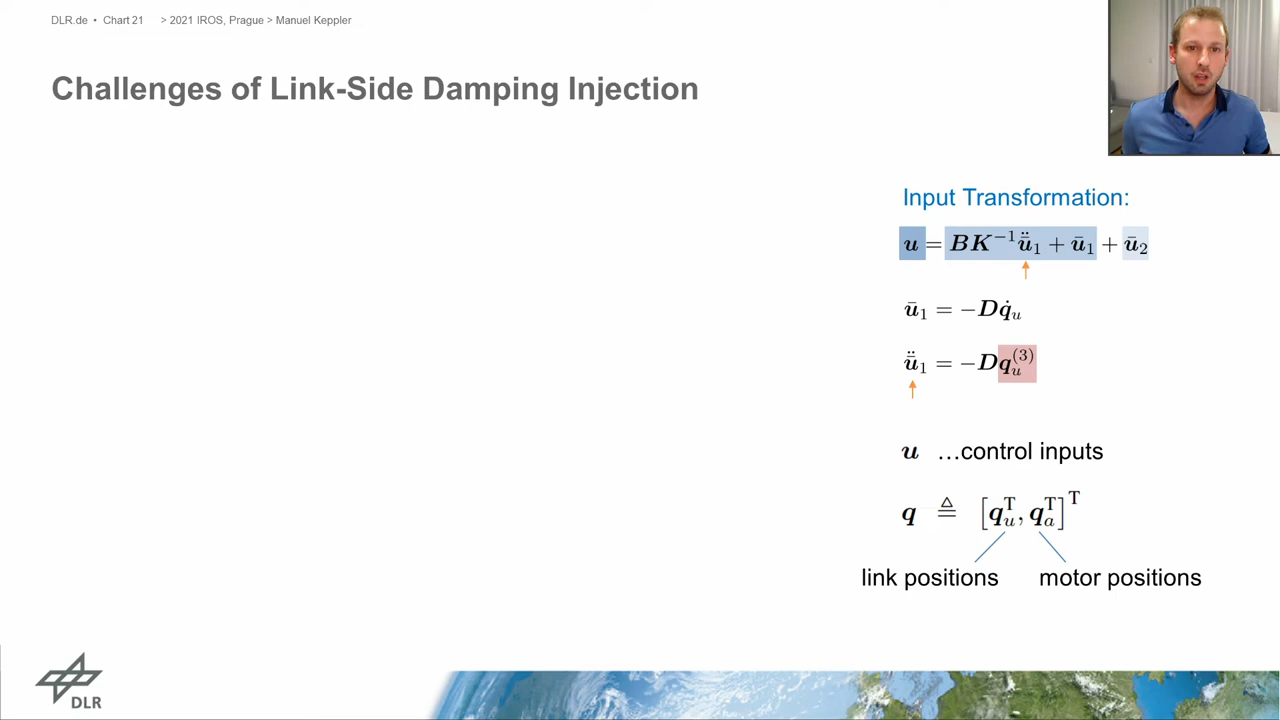 DLR.de • Chart 21 > 2021 IROS, Prague > Manuel Keppler
Challenges of Link-Side Damping Injection
Input Transformation:
u = BK⁻¹ǖ₁ + ū₁ + ū₂
ū₁ = −Dq̇ᵤ
ǖ₁ = −Dqᵤ⁽³⁾
u …control inputs
q ≜ [qᵤᵀ, qₐᵀ]ᵀ
link positions motor positions
DLR